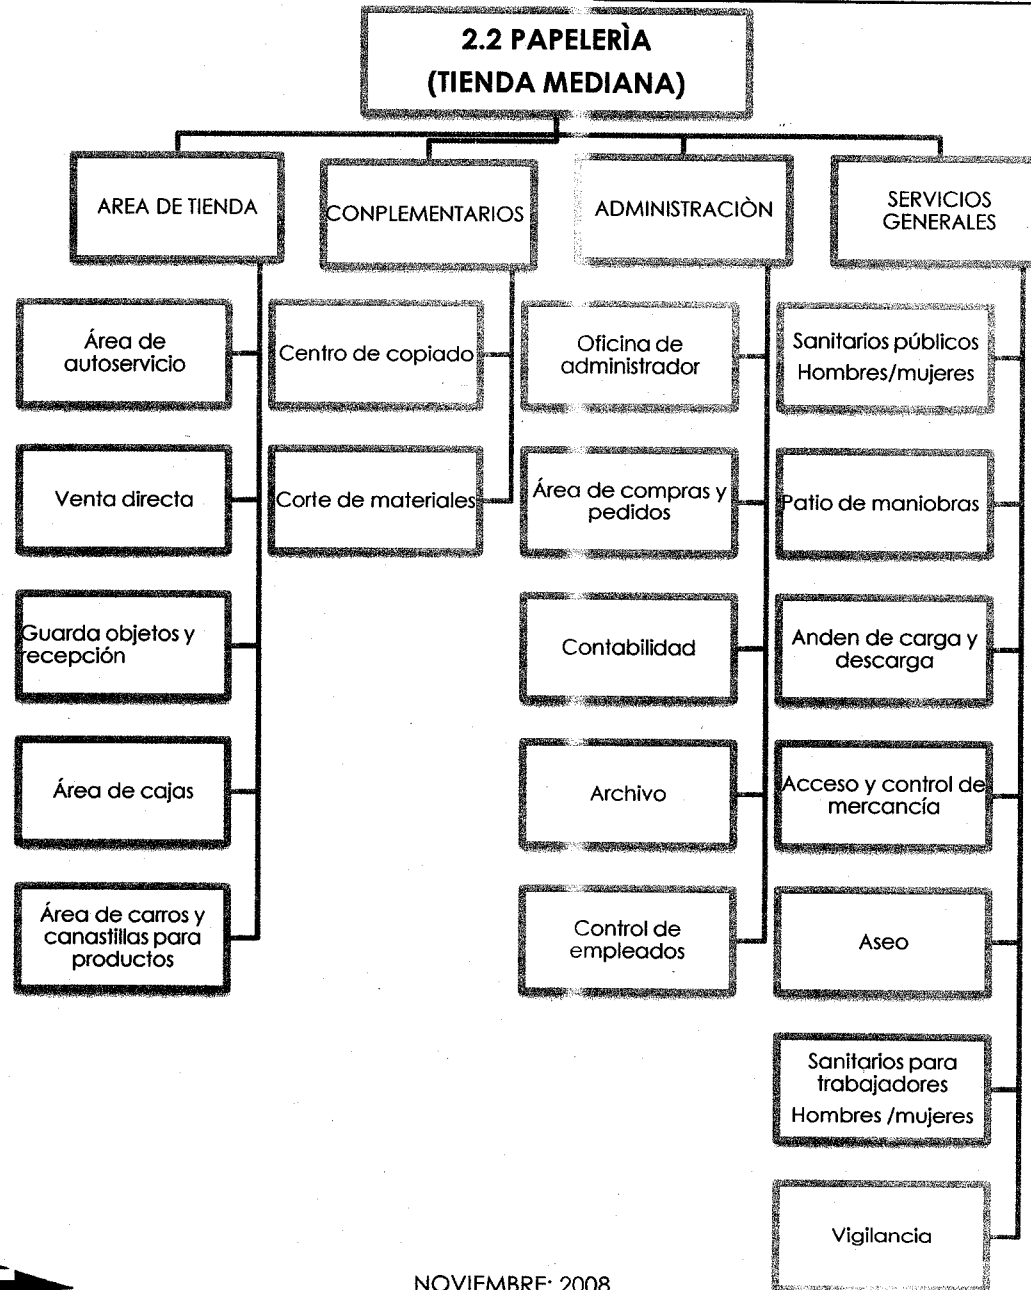 2.2 PAPELERÌA
(TIENDA MEDIANA)
AREA DE TIENDA
Área de
autoservicio
Venta directa
Guarda objetos y
recepción
Área de cajas
Área de carros y
canastillas para
productos
CONPLEMENTARIOS
Centro de copiado
Corte de materiales
ADMINISTRACIÒN
Oficina de
administrador
Área de compras y
pedidos
Contabilidad
Archivo
Control de
empleados
SERVICIOS
GENERALES
Sanitarios públicos
Hombres/mujeres
Patio de maniobras
Anden de carga y
descarga
Acceso y control de
mercancía
Aseo
Sanitarios para
trabajadores
Hombres /mujeres
Vigilancia
NOVIEMBRE: 2008